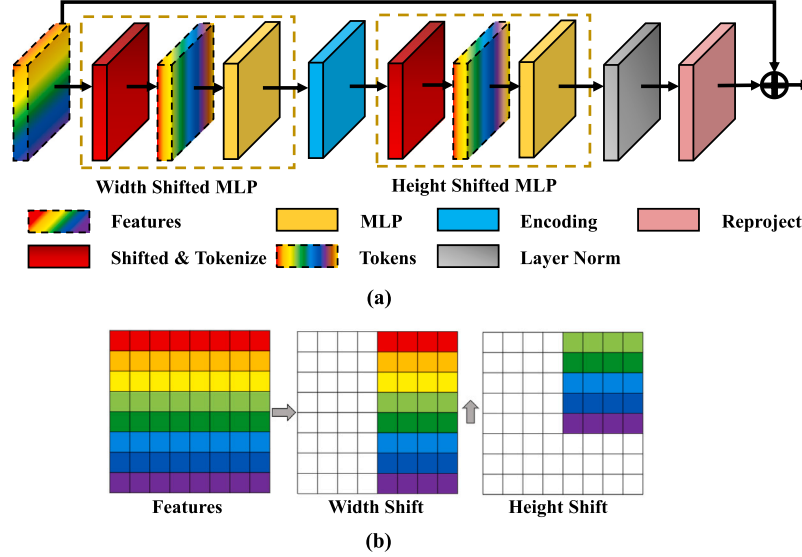 Width Shifted MLP Height Shifted MLP
Features MLP Encoding Reproject
Shifted & Tokenize Tokens Layer Norm
(a)
Features Width Shift Height Shift
(b)